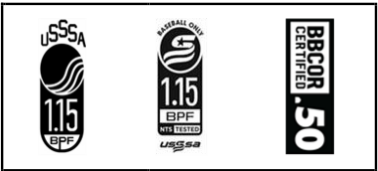 USSSA
1.15
BPF
BASEBALL ONLY
1.15
BPF
NTS TESTED
usssa
BBCOR
CERTIFIED
.50